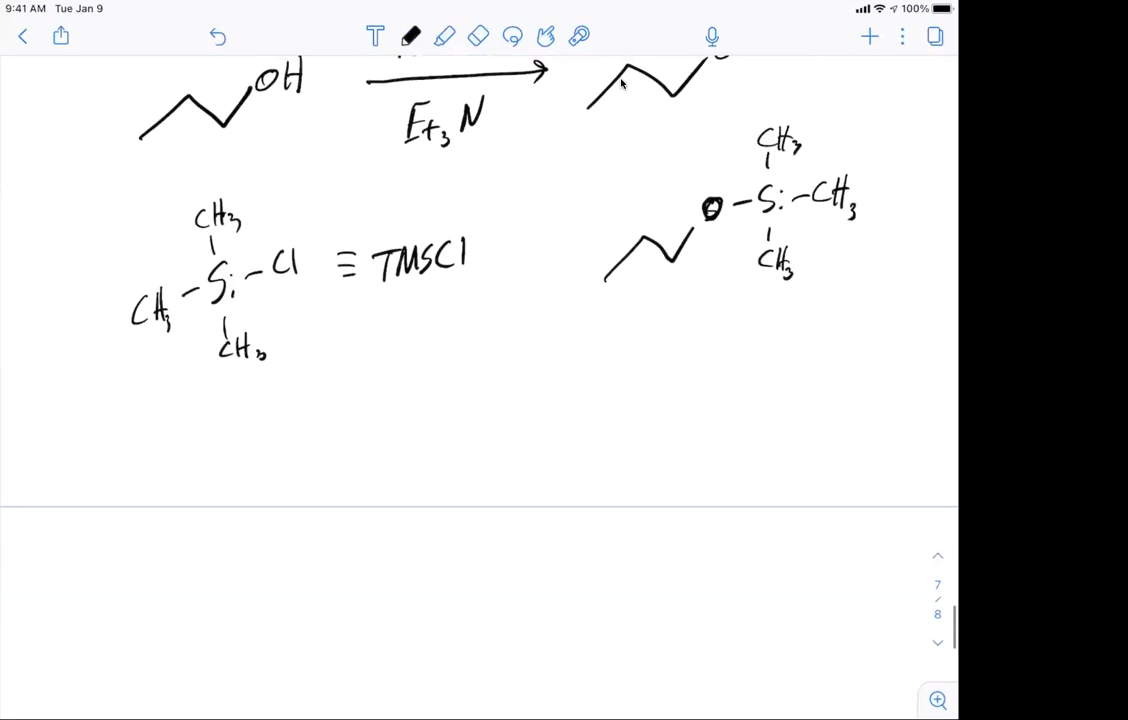 9:41 AM Tue Jan 9
100%
T
OH
Et₃N
CH₃
Si
Cl ≡ TMSCl
CH₃
CH₃
CH₃
O - Si - CH₃
CH₃
7
/
8